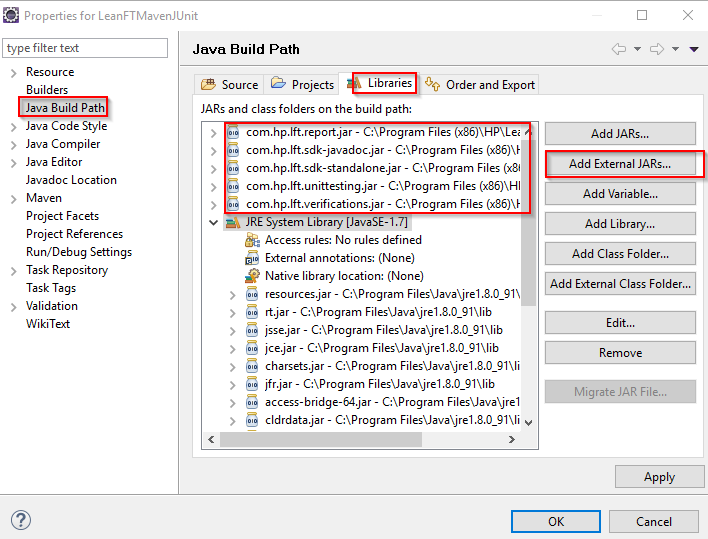 Properties for LeanFTMavenJUnit
type filter text
Resource
Builders
Java Build Path
Java Code Style
Java Compiler
Java Editor
Javadoc Location
Maven
Project Facets
Project References
Run/Debug Settings
Task Repository
Task Tags
Validation
WikiText
Java Build Path
Source Projects Libraries Order and Export
JARs and class folders on the build path:
com.hp.lft.report.jar - C:\Program Files (x86)\HP\Lea
com.hp.lft.sdk-javadoc.jar - C:\Program Files (x86)\H
com.hp.lft.sdk-standalone.jar - C:\Program Files (x86)
com.hp.lft.unittesting.jar - C:\Program Files (x86)\HI
com.hp.lft.verifications.jar - C:\Program Files (x86)\H
JRE System Library [JavaSE-1.7]
Access rules: No rules defined
External annotations: (None)
Native library location: (None)
resources.jar - C:\Program Files\Java\jre1.8.0_91\lib
rt.jar - C:\Program Files\Java\jre1.8.0_91\lib
jsse.jar - C:\Program Files\Java\jre1.8.0_91\lib
jce.jar - C:\Program Files\Java\jre1.8.0_91\lib
charsets.jar - C:\Program Files\Java\jre1.8.0_91\lib
jfr.jar - C:\Program Files\Java\jre1.8.0_91\lib
access-bridge-64.jar - C:\Program Files\Java\jre1.8.0
cldrdata.jar - C:\Program Files\Java\jre1.8.0_91\lib
Add JARs...
Add External JARs...
Add Variable...
Add Library...
Add Class Folder...
Add External Class Folder...
Edit...
Remove
Migrate JAR File...
Apply
OK Cancel